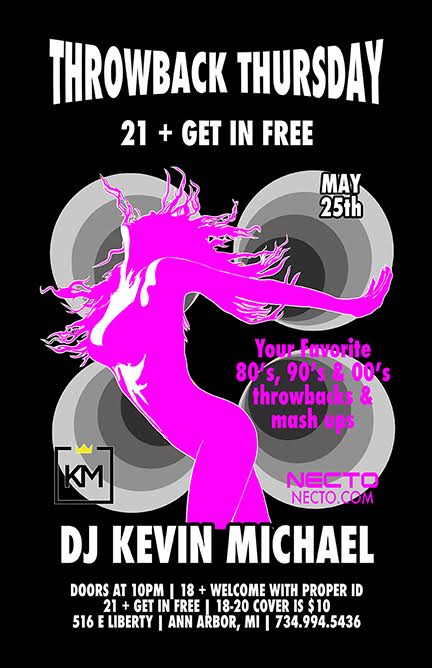 THROWBACK THURSDAY
21 + GET IN FREE
MAY
25th
Your Favorite
80's, 90's & 00's
throwbacks &
mash ups
KM
NECTO
NECTO.COM
DJ KEVIN MICHAEL
DOORS AT 10PM | 18 + WELCOME WITH PROPER ID
21 + GET IN FREE | 18-20 COVER IS $10
516 E LIBERTY | ANN ARBOR, MI | 734.994.5436